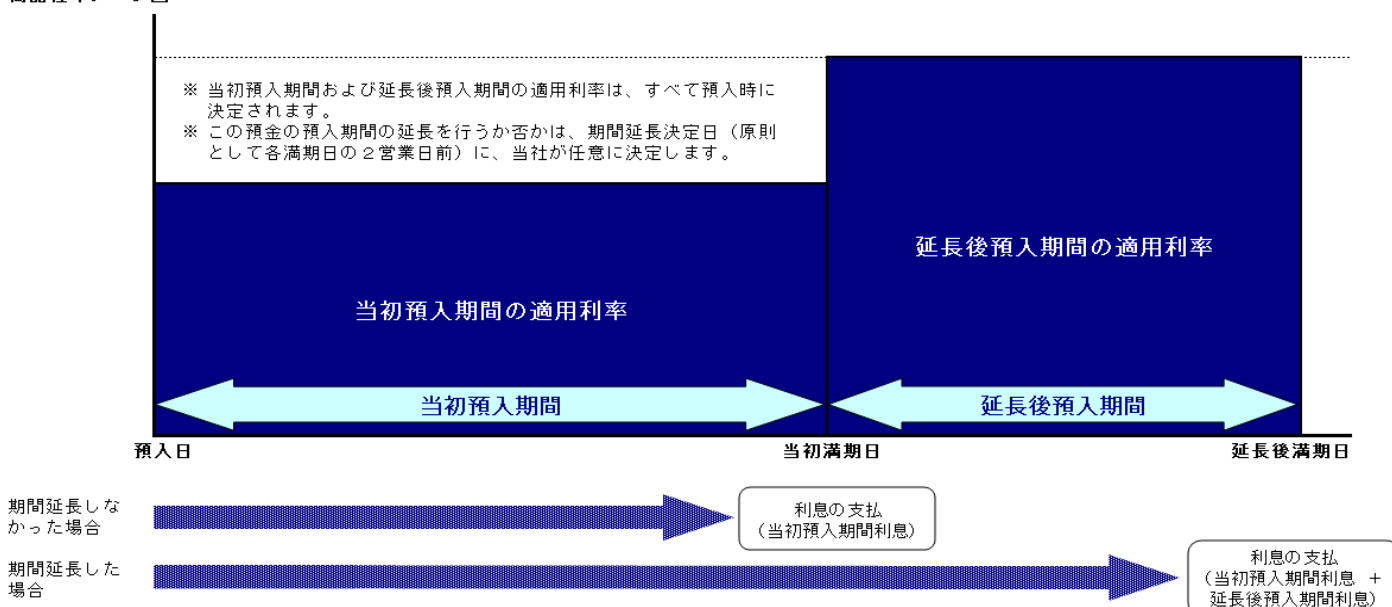 ※ 当初預入期間および延長後預入期間の適用利率は、すべて預入時に
決定されます。
※ この預金の預入期間の延長を行うか否かは、期間延長決定日（原則
として各満期日の２営業日前）に、当社が任意に決定します。
延長後預入期間の適用利率
当初預入期間の適用利率
当初預入期間
延長後預入期間
預入日
当初満期日
延長後満期日
期間延長しな
かった場合
利息の支払
（当初預入期間利息）
期間延長した
場合
利息の支払
（当初預入期間利息　＋
延長後預入期間利息）